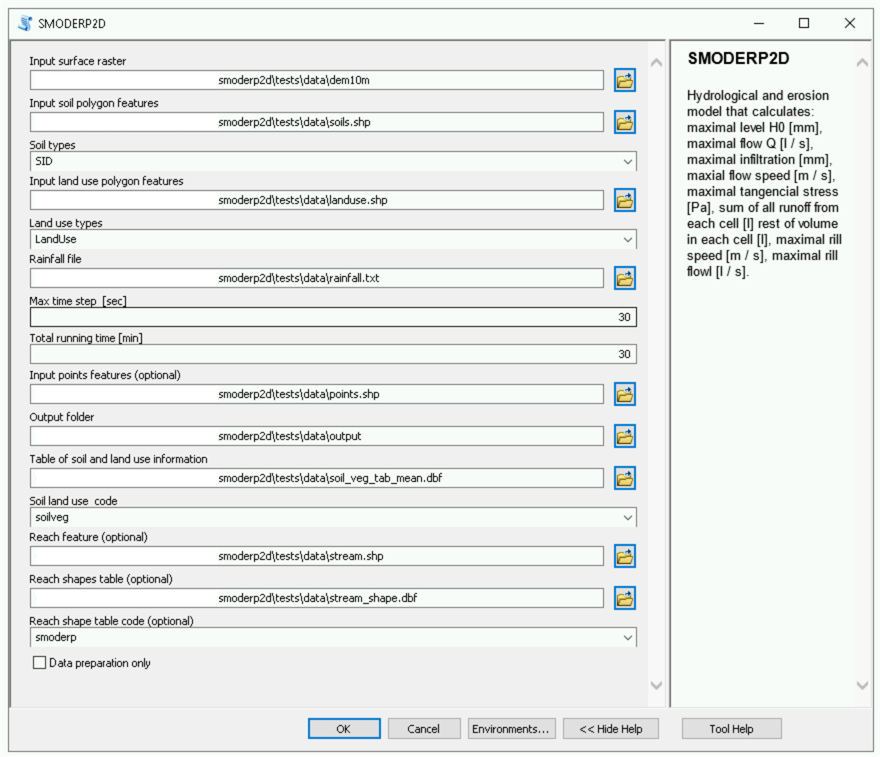 SMODERP2D
Input surface raster
smoderp2d\tests\data\dem10m
Input soil polygon features
smoderp2d\tests\data\soils.shp
Soil types
SID
Input land use polygon features
smoderp2d\tests\data\landuse.shp
Land use types
LandUse
Rainfall file
smoderp2d\tests\data\rainfall.txt
Max time step  [sec]
30
Total running time [min]
30
Input points features (optional)
smoderp2d\tests\data\points.shp
Output folder
smoderp2d\tests\data\output
Table of soil and land use information
smoderp2d\tests\data\soil_veg_tab_mean.dbf
Soil land use  code
soilveg
Reach feature (optional)
smoderp2d\tests\data\stream.shp
Reach shapes table (optional)
smoderp2d\tests\data\stream_shape.dbf
Reach shape table code (optional)
smoderp
Data preparation only
OK
Cancel
Environments...
<< Hide Help
Tool Help
SMODERP2D
Hydrological and erosion
model that calculates:
maximal level H0 [mm],
maximal flow Q [l / s],
maximal infiltration [mm],
maxial flow speed [m / s],
maximal tangencial stress
[Pa], sum of all runoff from
each cell [l] rest of volume
in each cell [l], maximal rill
speed [m / s], maximal rill
flowl [l / s].